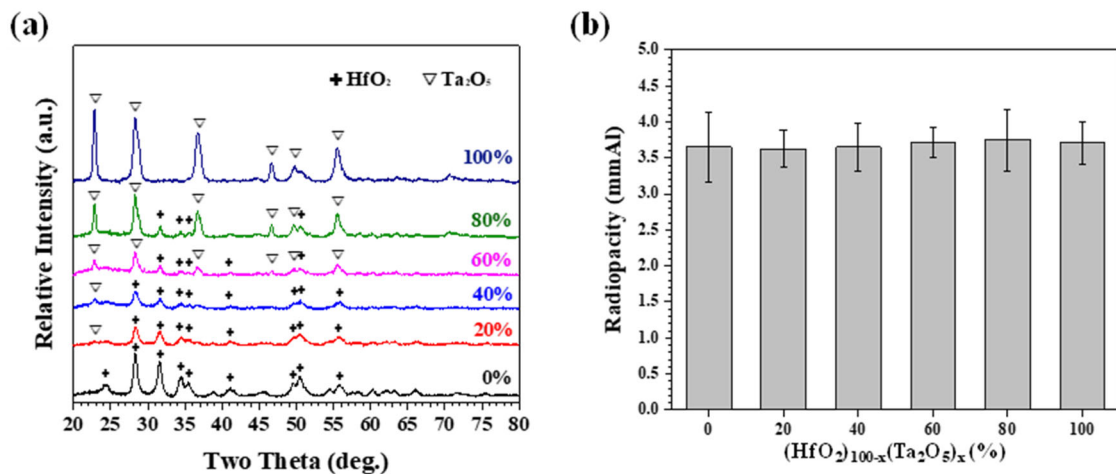 (a)
✚ HfO₂ ▽ Ta₂O₅
100%
80%
60%
40%
20%
0%
Relative Intensity (a.u.)
20 25 30 35 40 45 50 55 60 65 70 75 80
Two Theta (deg.)
(b)
5.0
4.5
4.0
3.5
3.0
2.5
2.0
1.5
1.0
0.5
0.0
Radiopacity (mmAl)
0 20 40 60 80 100
(HfO₂)₁₀₀₋ₓ(Ta₂O₅)ₓ (%)